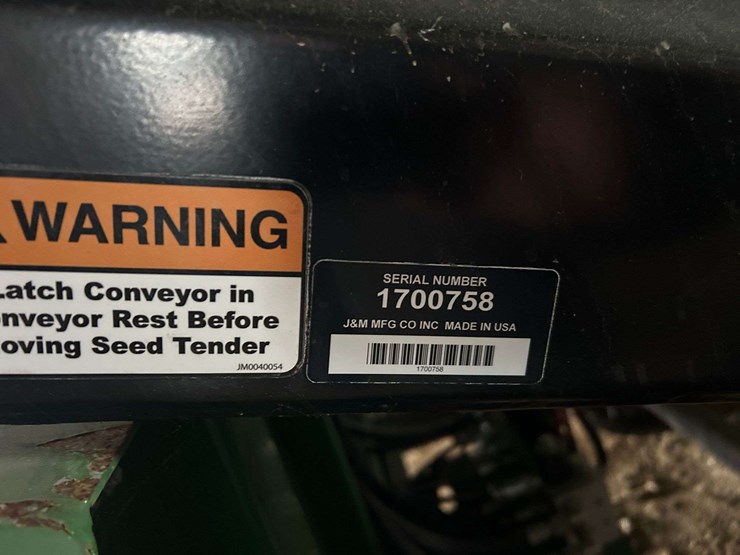 WARNING
atch Conveyor in
nveyor Rest Before
oving Seed Tender
JM0040054
SERIAL NUMBER
1700758
J&M MFG CO INC MADE IN USA
1700758